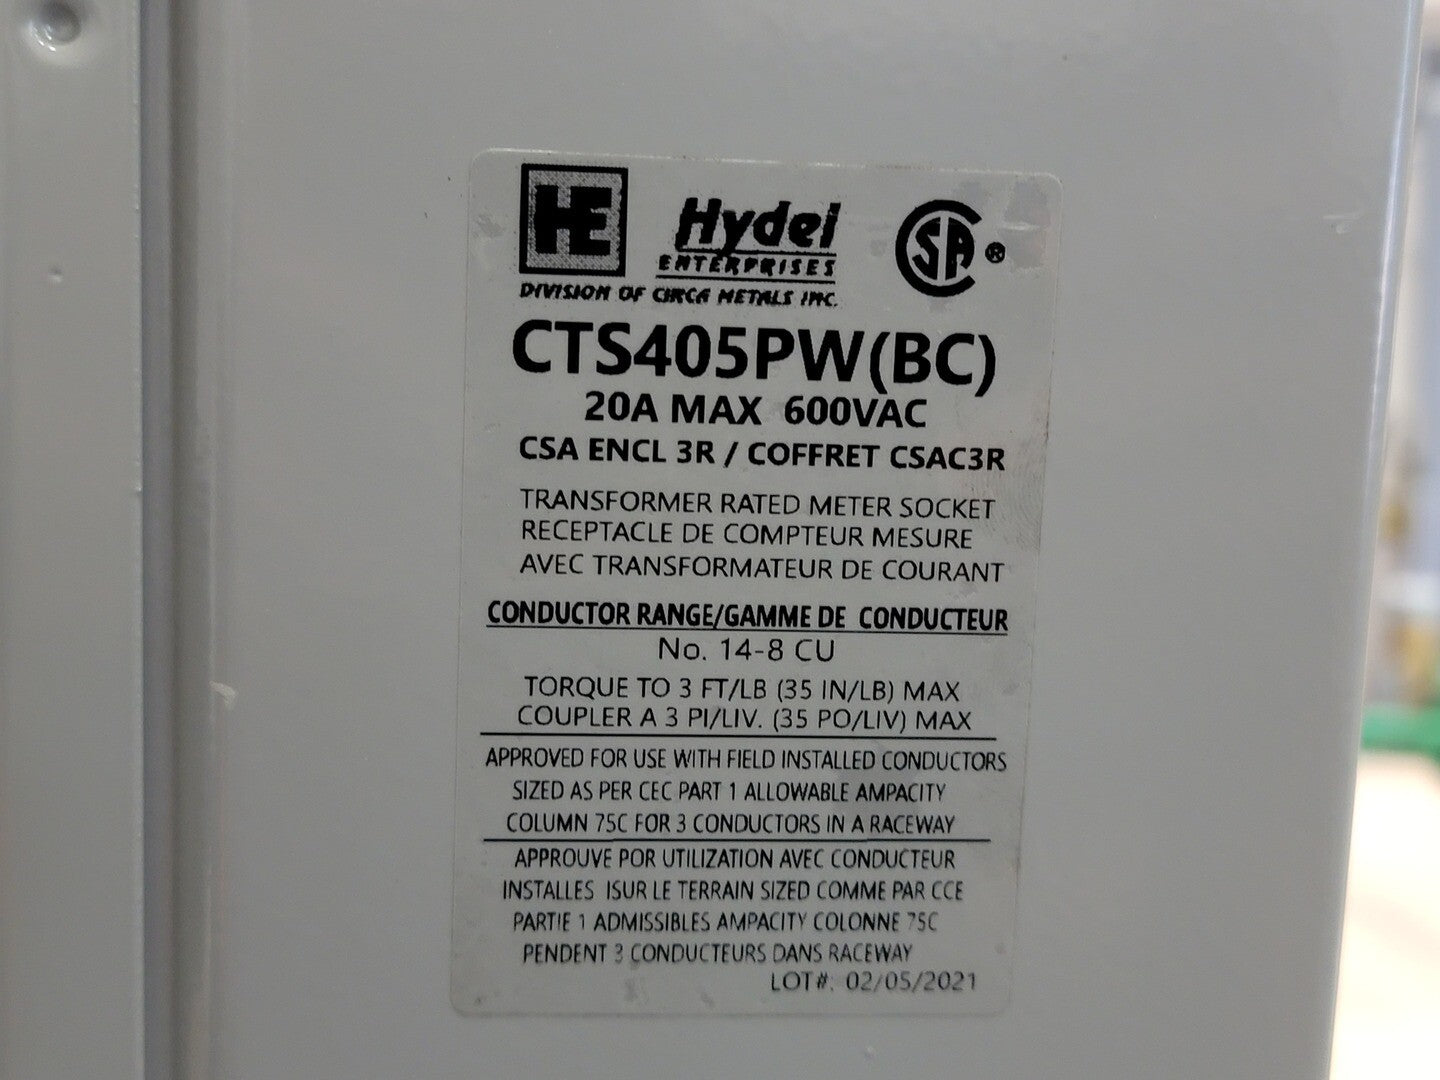 HE
Hydel
ENTERPRISES
DIVISION OF CIRCA METALS INC.
CSA ®
CTS405PW(BC)
20A MAX 600VAC
CSA ENCL 3R / COFFRET CSAC3R
TRANSFORMER RATED METER SOCKET
RECEPTACLE DE COMPTEUR MESURE
AVEC TRANSFORMATEUR DE COURANT
CONDUCTOR RANGE/GAMME DE CONDUCTEUR
No. 14-8 CU
TORQUE TO 3 FT/LB (35 IN/LB) MAX
COUPLER A 3 PI/LIV. (35 PO/LIV) MAX
APPROVED FOR USE WITH FIELD INSTALLED CONDUCTORS
SIZED AS PER CEC PART 1 ALLOWABLE AMPACITY
COLUMN 75C FOR 3 CONDUCTORS IN A RACEWAY
APPROUVE POR UTILIZATION AVEC CONDUCTEUR
INSTALLES ISUR LE TERRAIN SIZED COMME PAR CCE
PARTIE 1 ADMISSIBLES AMPACITY COLONNE 75C
PENDENT 3 CONDUCTEURS DANS RACEWAY
LOT#: 02/05/2021